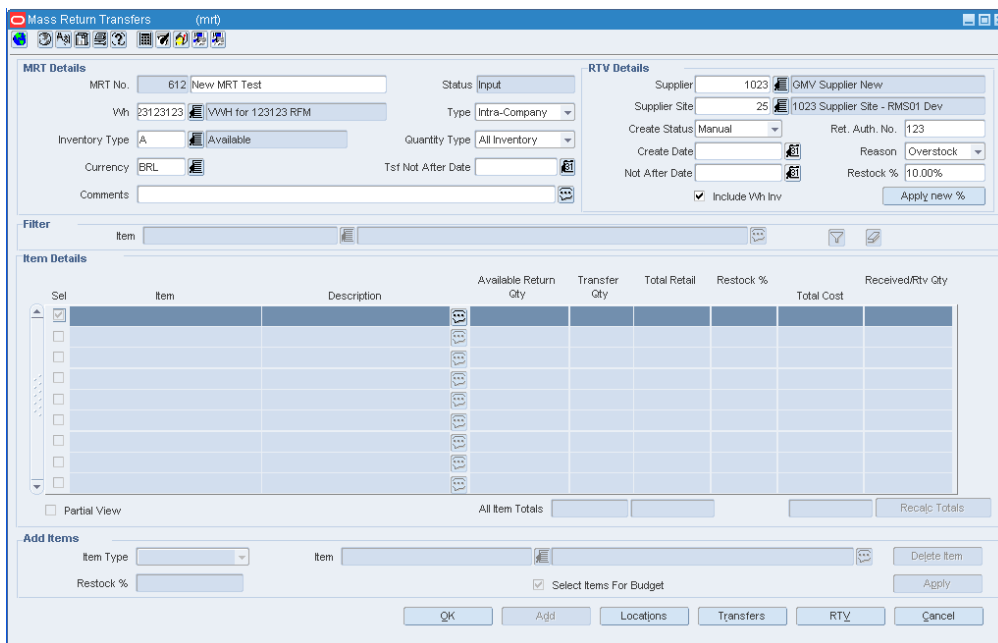 Mass Return Transfers (mrt)
MRT Details
RTV Details
MRT No. 612 New MRT Test Status Input Supplier 1023 GMV Supplier New
Wh 23123123 VWH for 123123 RFM Type Intra-Company Supplier Site 25 1023 Supplier Site - RMS01 Dev
Inventory Type A Available Quantity Type All Inventory Create Status Manual Ret. Auth. No. 123
Currency BRL Tsf Not After Date Create Date Reason Overstock
Not After Date Restock % 10.00%
Comments Include Wh Inv Apply new %
Filter
Item
Item Details
Sel Item Description Available Return Qty Transfer Qty Total Retail Restock % Total Cost Received/Rtv Qty
Partial View All Item Totals Recalc Totals
Add Items
Item Type Item Delete Item
Restock % Select Items For Budget Apply
OK Add Locations Transfers RTV Cancel